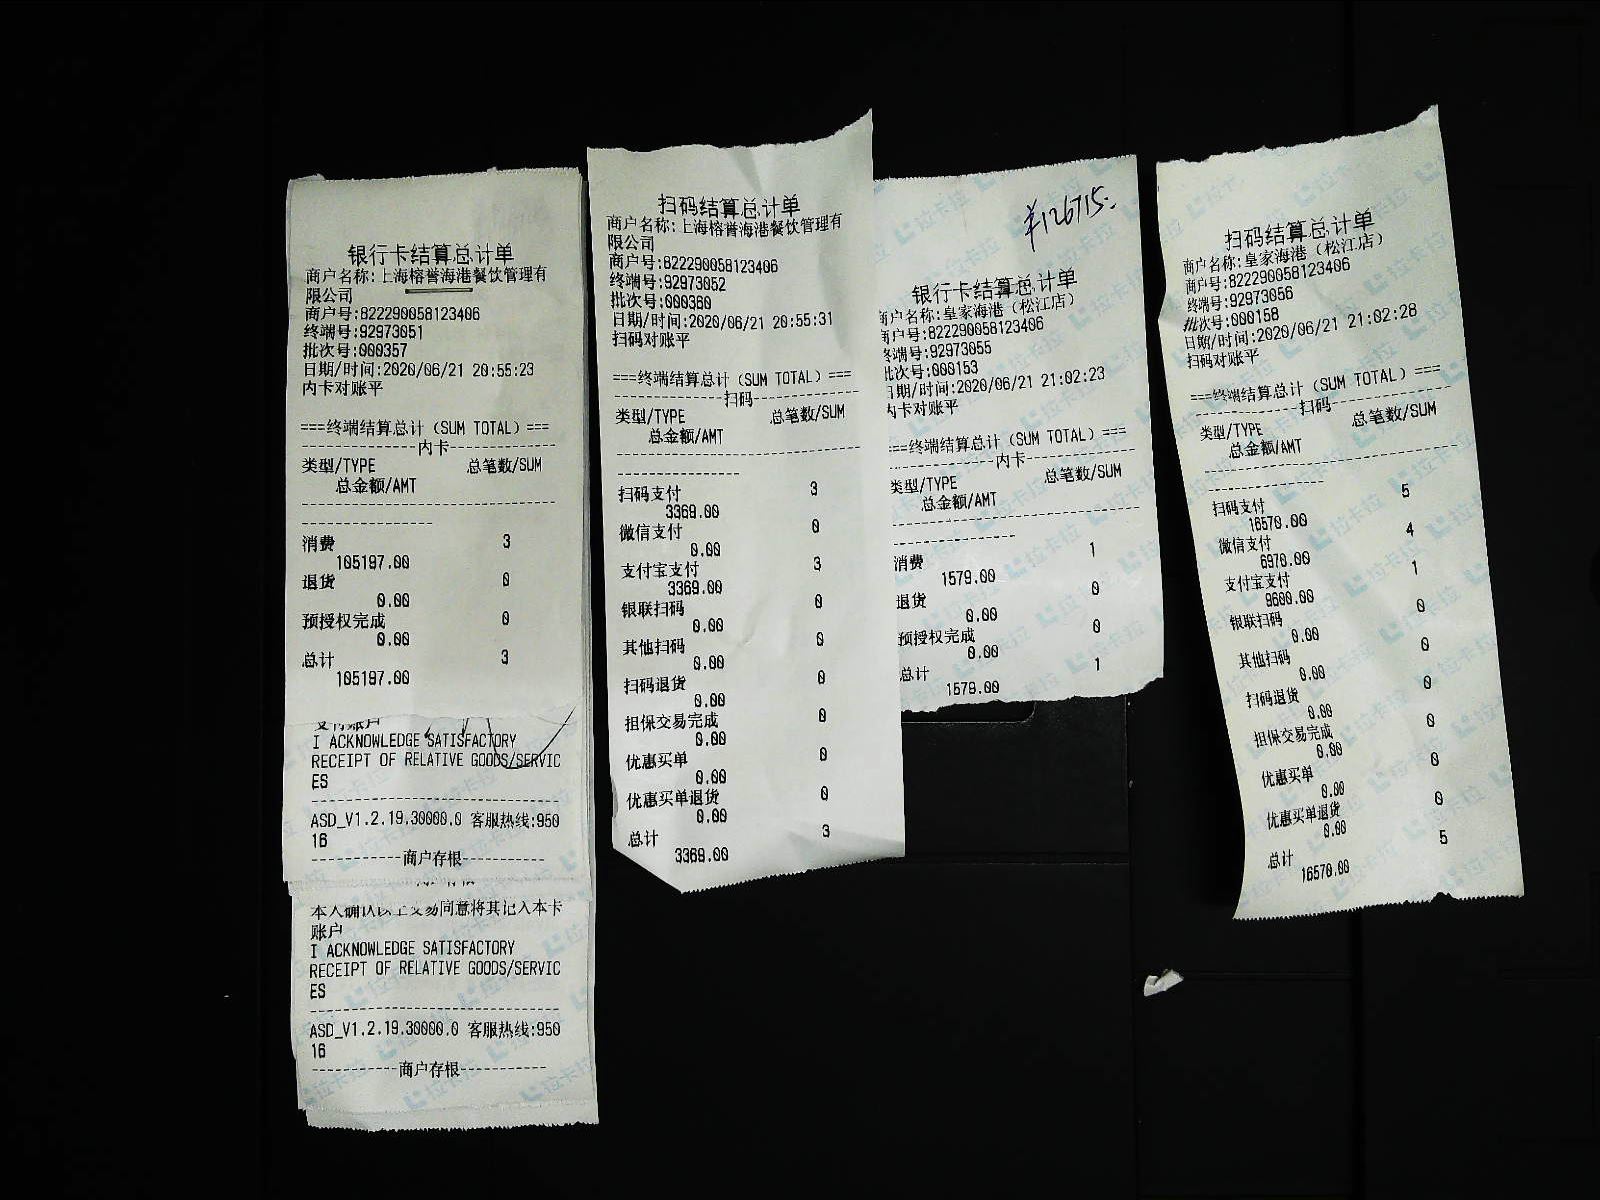 银行卡结算总计单
商户名称:上海榕誉海港餐饮管理有
限公司
商户号:822290058123406
终端号:92973051
批次号:000357
日期/时间:2020/06/21 20:55:23
内卡对账平
===终端结算总计(SUM TOTAL)===
内卡
类型/TYPE 总笔数/SUM
总金额/AMT
消费 3
105197.00
退货 0
0.00
预授权完成 0
0.00
总计 3
105197.00
支付账户
I ACKNOWLEDGE SATISFACTORY
RECEIPT OF RELATIVE GOODS/SERVIC
ES
ASD_V1.2.19.30000.0 客服热线:950
16
------------商户存根-----------
本人确认以上交易同意将其记入本卡
账户
I ACKNOWLEDGE SATISFACTORY
RECEIPT OF RELATIVE GOODS/SERVIC
ES
ASD_V1.2.19.30000.0 客服热线:950
16
------------商户存根-----------
扫码结算总计单
商户名称:上海榕誉海港餐饮管理有
限公司
商户号:822290058123406
终端号:92973052
批次号:000360
日期/时间:2020/06/21 20:55:31
扫码对账平
===终端结算总计(SUM TOTAL)===
扫码
类型/TYPE 总笔数/SUM
总金额/AMT
扫码支付 3
3369.00
微信支付 0
0.00
支付宝支付 3
3369.00
银联扫码 0
0.00
其他扫码 0
0.00
扫码退货 0
0.00
担保交易完成 0
0.00
优惠买单 0
0.00
优惠买单退货 0
0.00
总计 3
3369.00
¥126715.
银行卡结算总计单
商户名称:皇家海港(松江店)
商户号:822290058123406
终端号:92973055
批次号:000153
日期/时间:2020/06/21 21:02:23
内卡对账平
===终端结算总计(SUM TOTAL)===
内卡
类型/TYPE 总笔数/SUM
总金额/AMT
消费 1
1579.00
退货 0
0.00
预授权完成 0
0.00
总计 1
1579.00
扫码结算总计单
商户名称:皇家海港(松江店)
商户号:822290058123406
终端号:92973056
批次号:000158
日期/时间:2020/06/21 21:02:28
扫码对账平
===终端结算总计(SUM TOTAL)===
扫码
类型/TYPE 总笔数/SUM
总金额/AMT
扫码支付 5
16570.00
微信支付 4
6970.00
支付宝支付 1
9600.00
银联扫码 0
0.00
其他扫码 0
0.00
扫码退货 0
0.00
担保交易完成 0
0.00
优惠买单 0
0.00
优惠买单退货 0
0.00
总计 5
16570.00